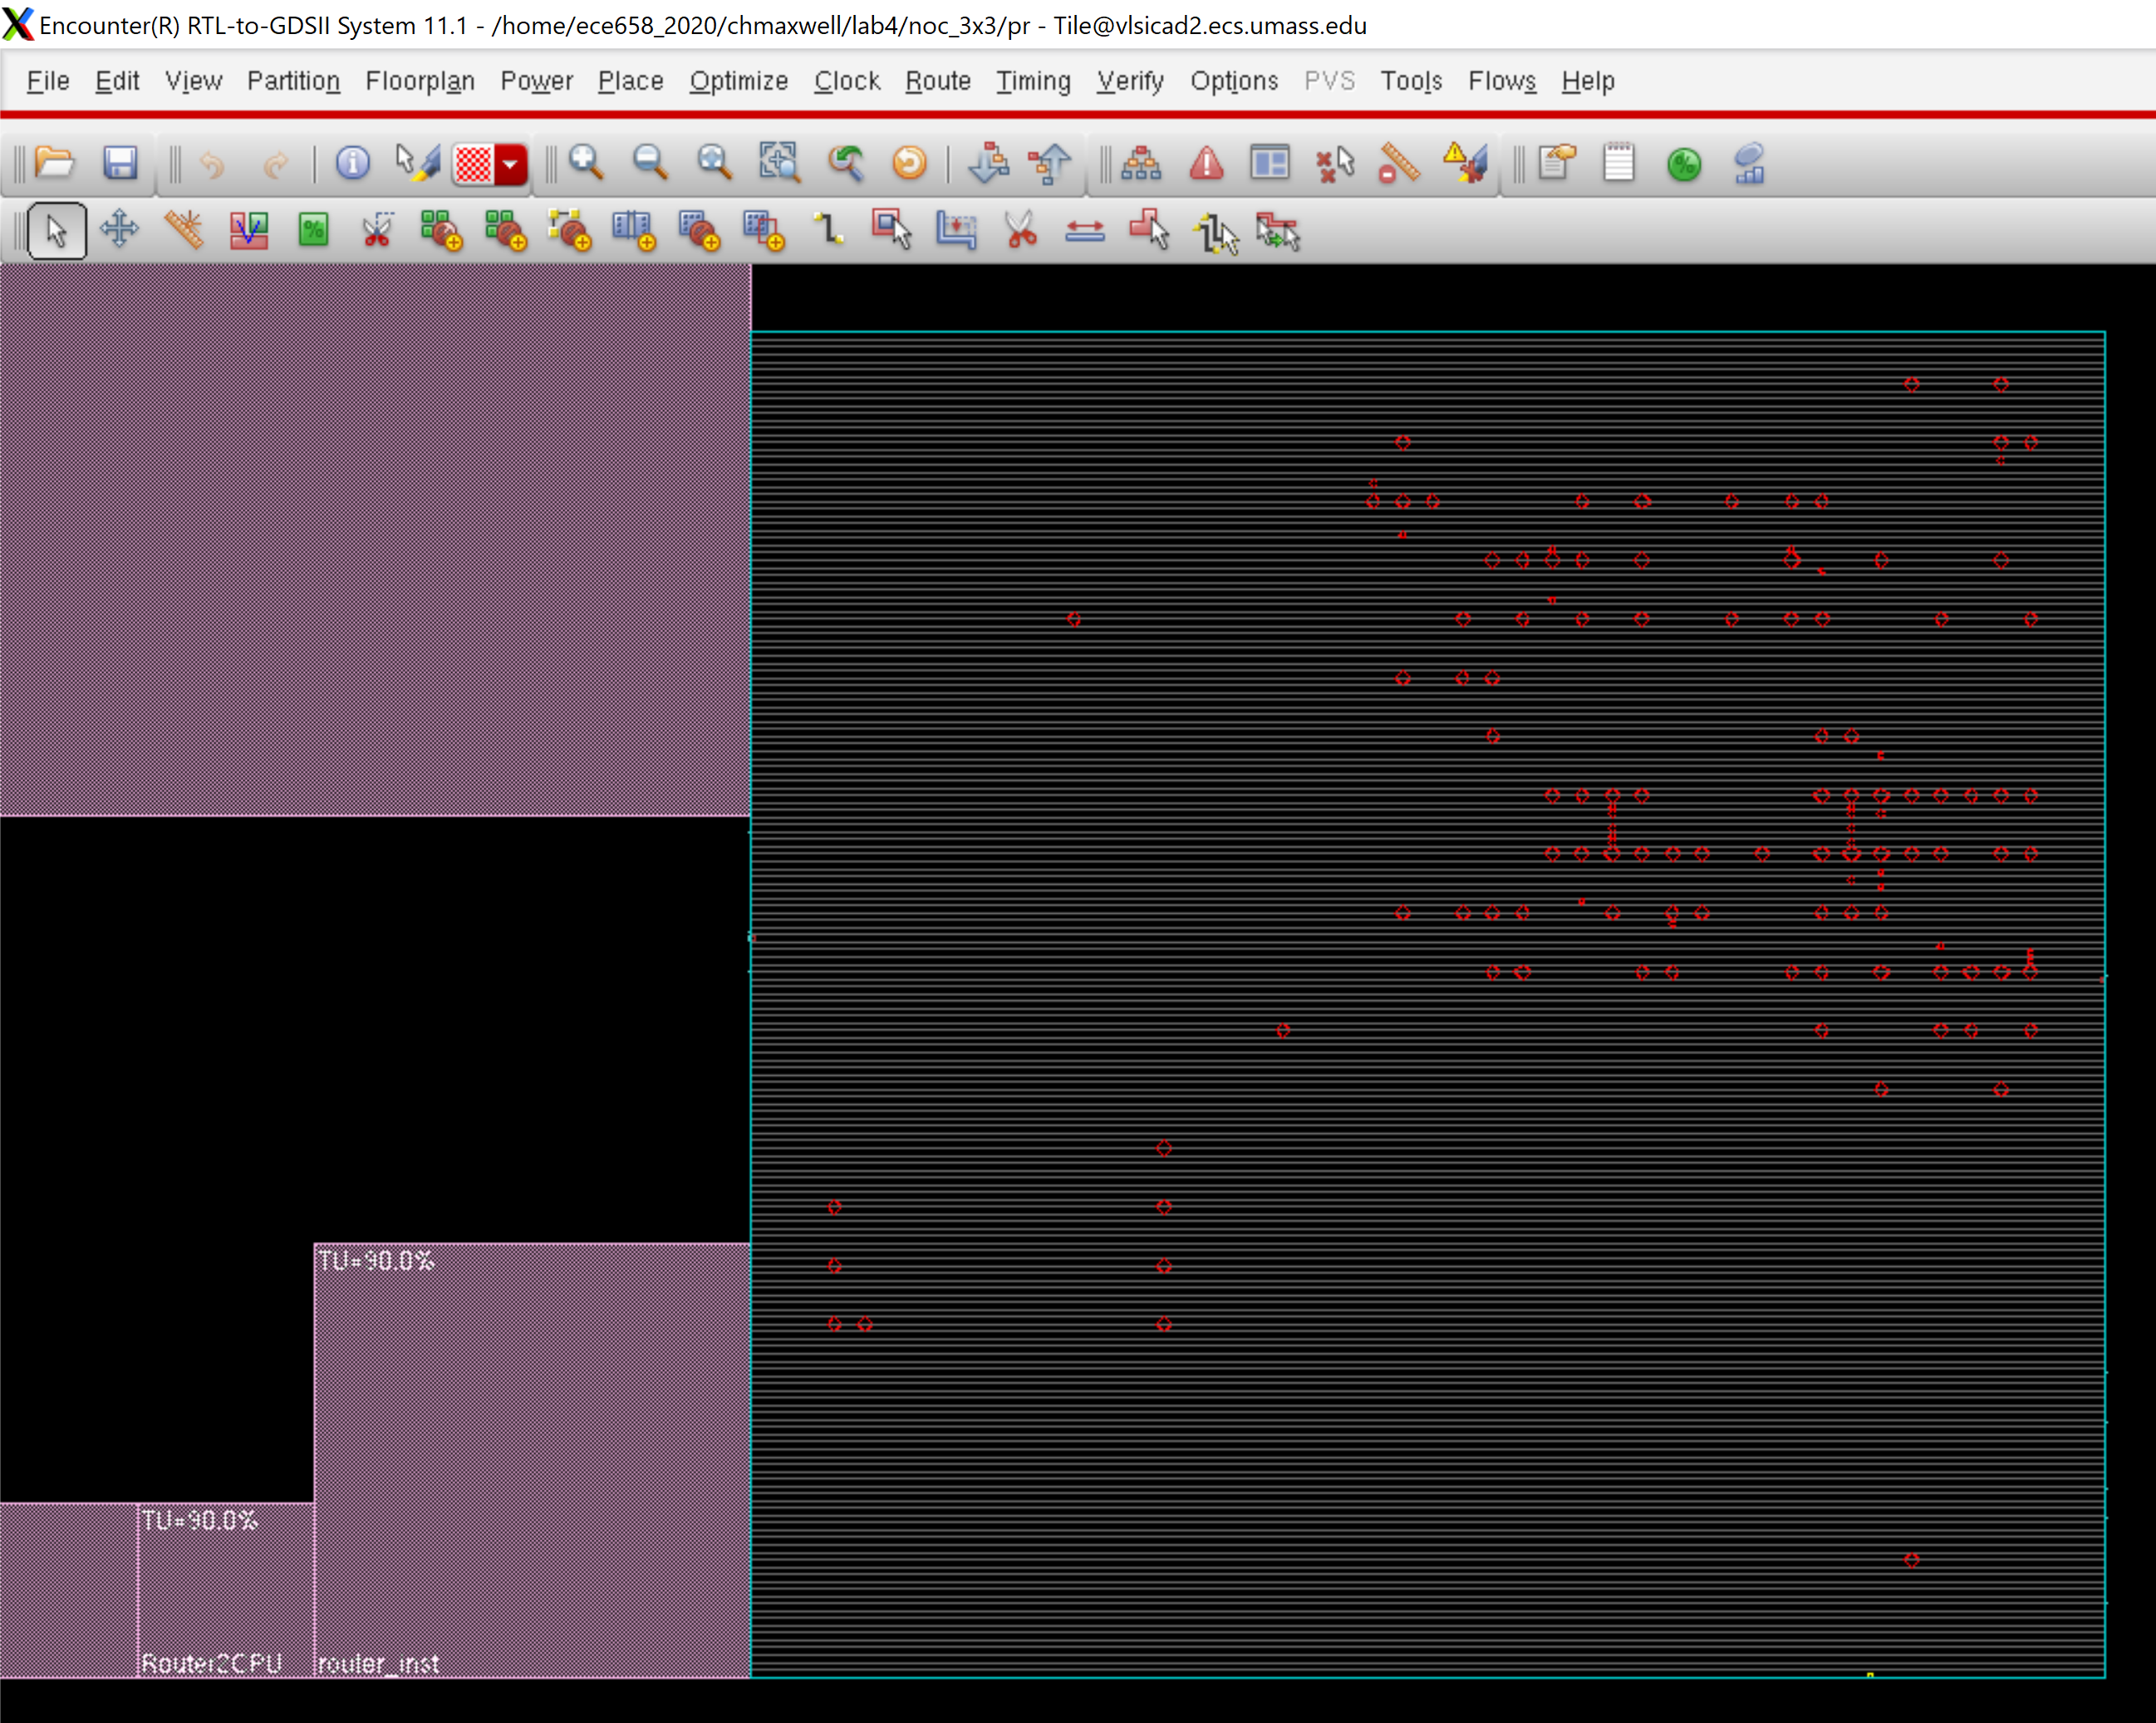 Encounter(R) RTL-to-GDSII System 11.1 - /home/ece658_2020/chmaxwell/lab4/noc_3x3/pr - Tile@vlsicad2.ecs.umass.edu
File Edit View Partition Floorplan Power Place Optimize Clock Route Timing Verify Options PVS Tools Flows Help
TU=90.0%
TU=90.0%
Router2CPU router_inst